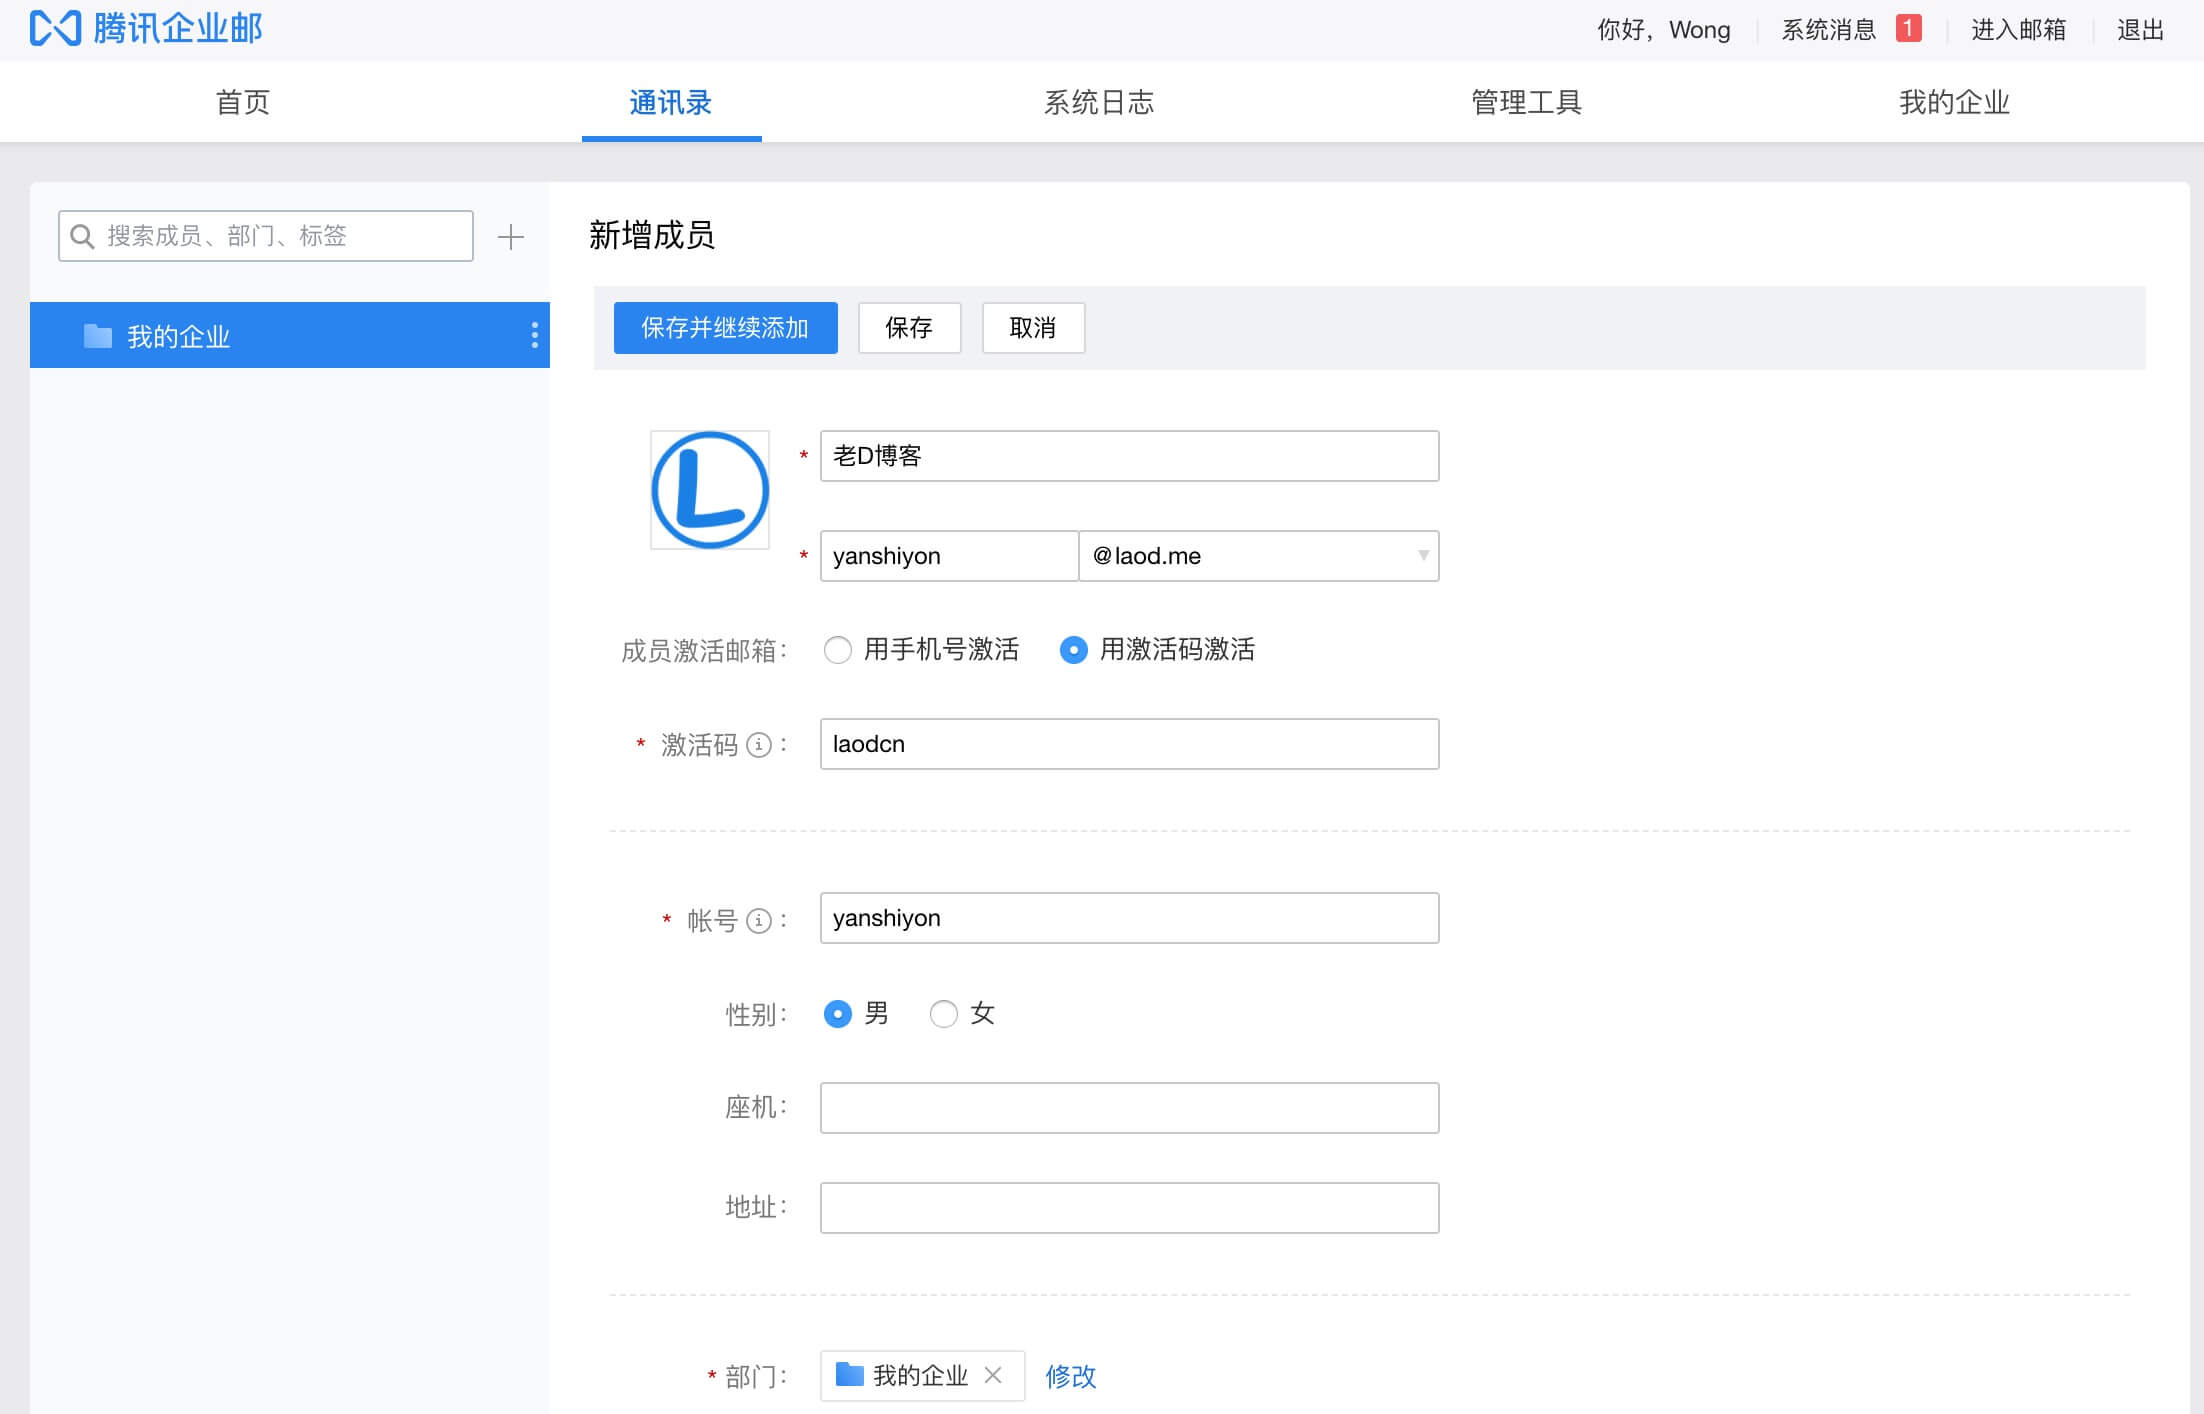 腾讯企业邮
你好，Wong 系统消息 1 进入邮箱 退出
首页 通讯录 系统日志 管理工具 我的企业
搜索成员、部门、标签
我的企业
新增成员
保存并继续添加 保存 取消
* 老D博客
* yanshiyon @laod.me
成员激活邮箱： 用手机号激活 用激活码激活
* 激活码： laodcn
* 帐号： yanshiyon
性别： 男 女
座机：
地址：
* 部门： 我的企业 修改